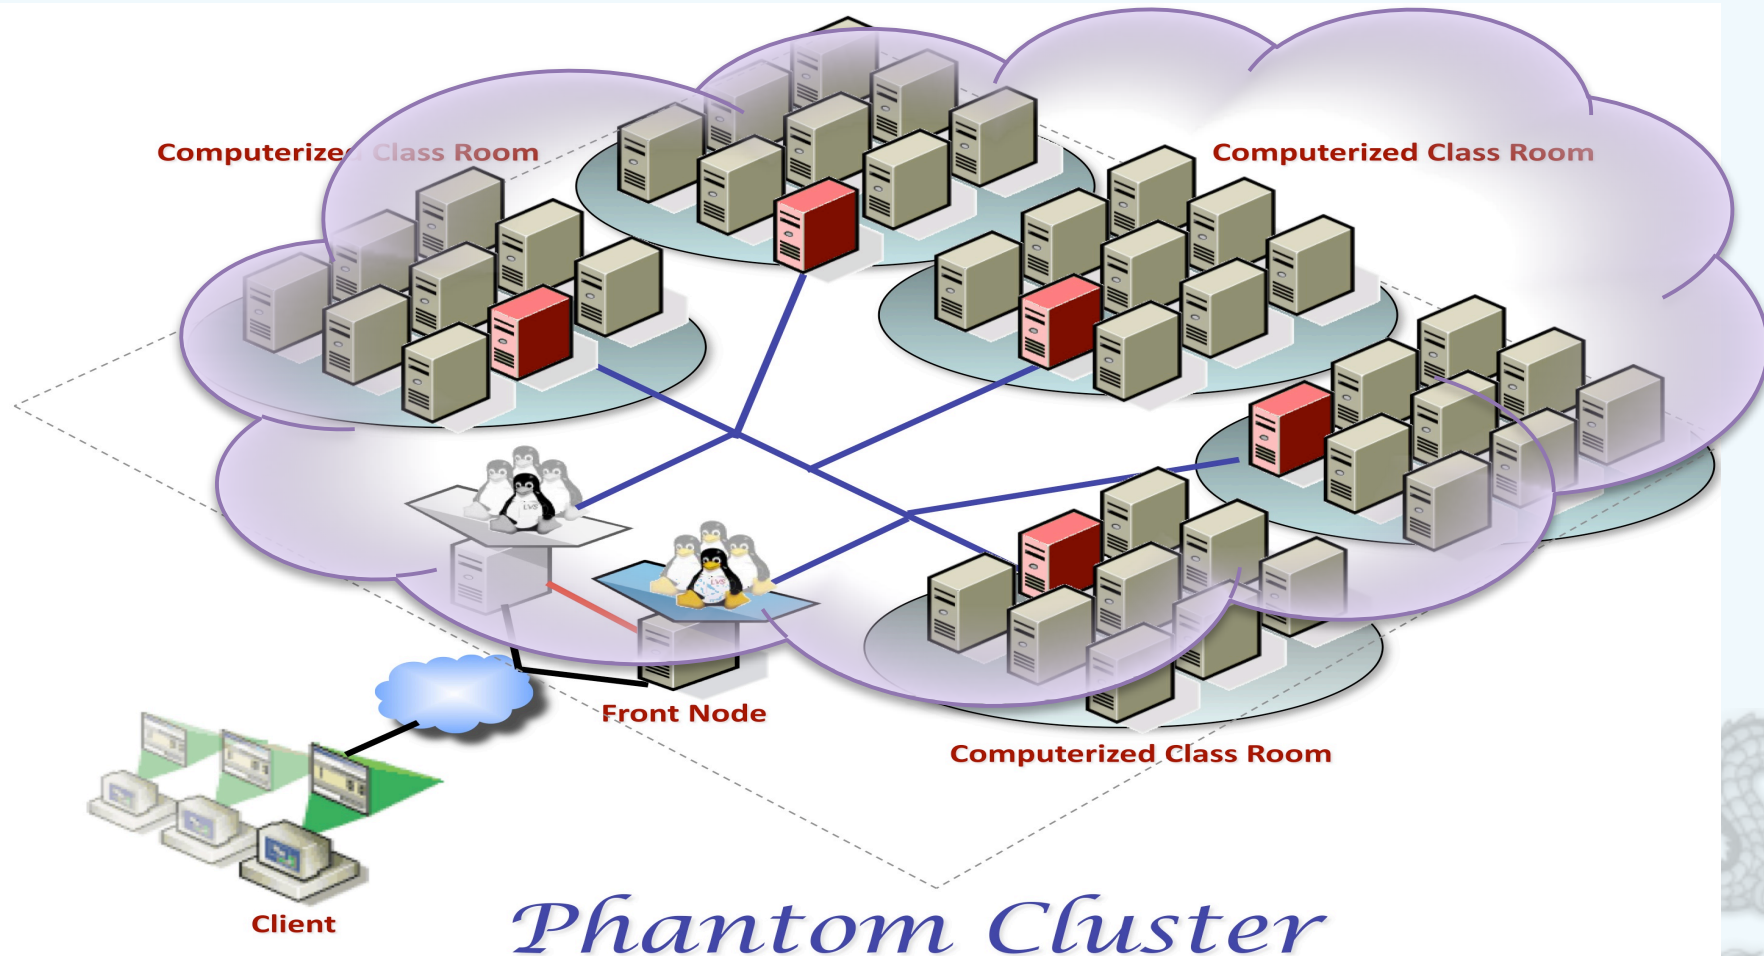 Computerized Class Room
Computerized Class Room
Front Node
Computerized Class Room
Client
Phantom Cluster